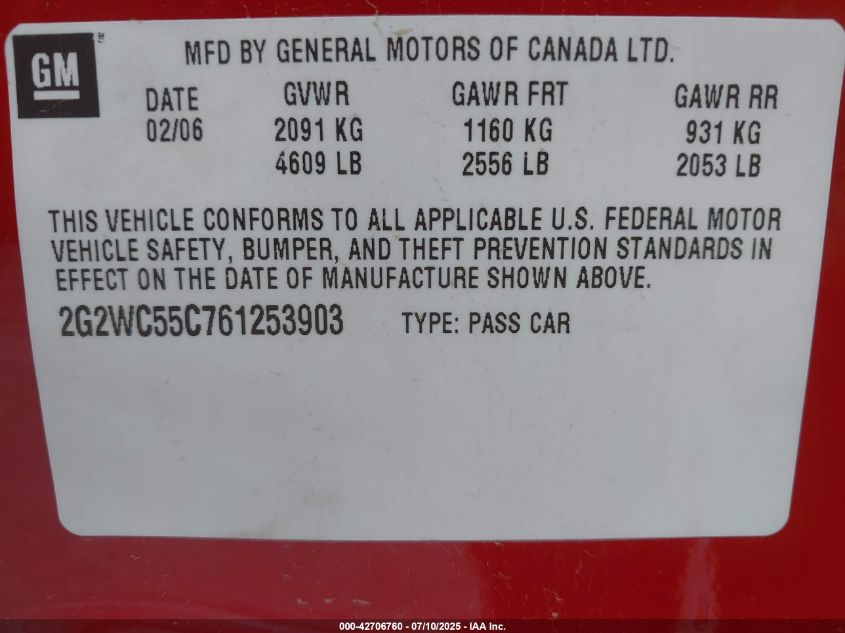 GM
MFD BY GENERAL MOTORS OF CANADA LTD.
DATE GVWR GAWR FRT GAWR RR
02/06 2091 KG 1160 KG 931 KG
4609 LB 2556 LB 2053 LB
THIS VEHICLE CONFORMS TO ALL APPLICABLE U.S. FEDERAL MOTOR
VEHICLE SAFETY, BUMPER, AND THEFT PREVENTION STANDARDS IN
EFFECT ON THE DATE OF MANUFACTURE SHOWN ABOVE.
2G2WC55C761253903 TYPE: PASS CAR
000-42706760 - 07/10/2025 - IAA Inc.